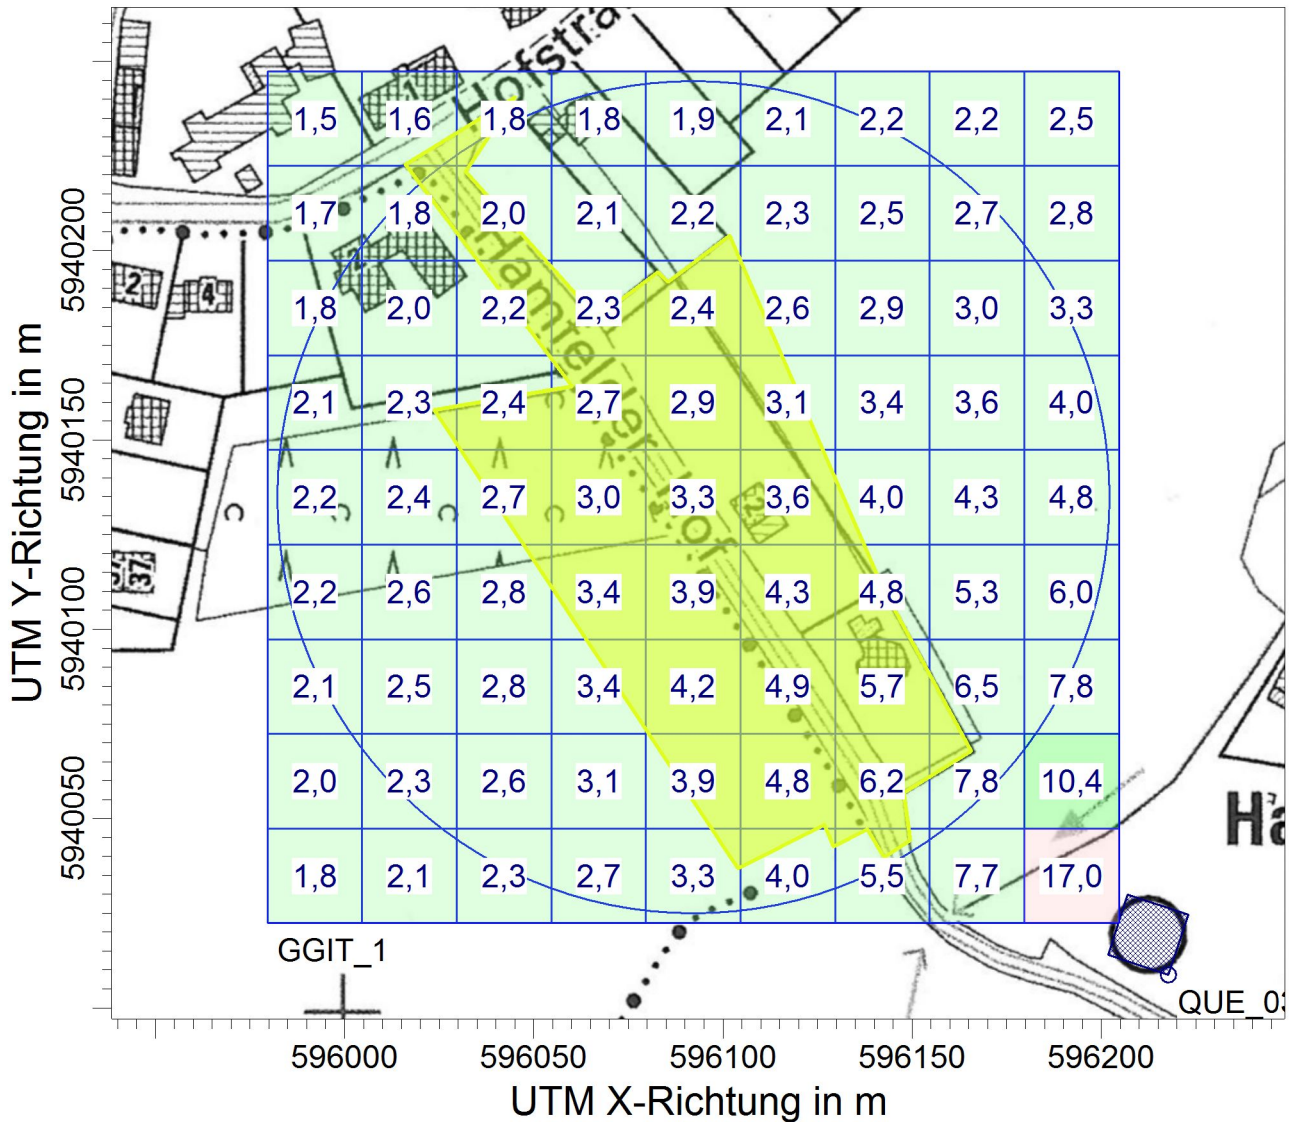 Hofstra
1
1,5 1,6 1,8 1,8 1,9 2,1 2,2 2,2 2,5
1,7 1,8 2,0 2,1 2,2 2,3 2,5 2,7 2,8
2
2 4
Hamfelder Hof
1,8 2,0 2,2 2,3 2,4 2,6 2,9 3,0 3,3
2,1 2,3 2,4 2,7 2,9 3,1 3,4 3,6 4,0
2,2 2,4 2,7 3,0 3,3 3,6 4,0 4,3 4,8
37
2,2 2,6 2,8 3,4 3,9 4,3 4,8 5,3 6,0
2,1 2,5 2,8 3,4 4,2 4,9 5,7 6,5 7,8
2,0 2,3 2,6 3,1 3,9 4,8 6,2 7,8 10,4
Ha
1,8 2,1 2,3 2,7 3,3 4,0 5,5 7,7 17,0
GGIT_1
QUE_03
5940200
5940150
5940100
5940050
UTM Y-Richtung in m
596000 596050 596100 596150 596200
UTM X-Richtung in m